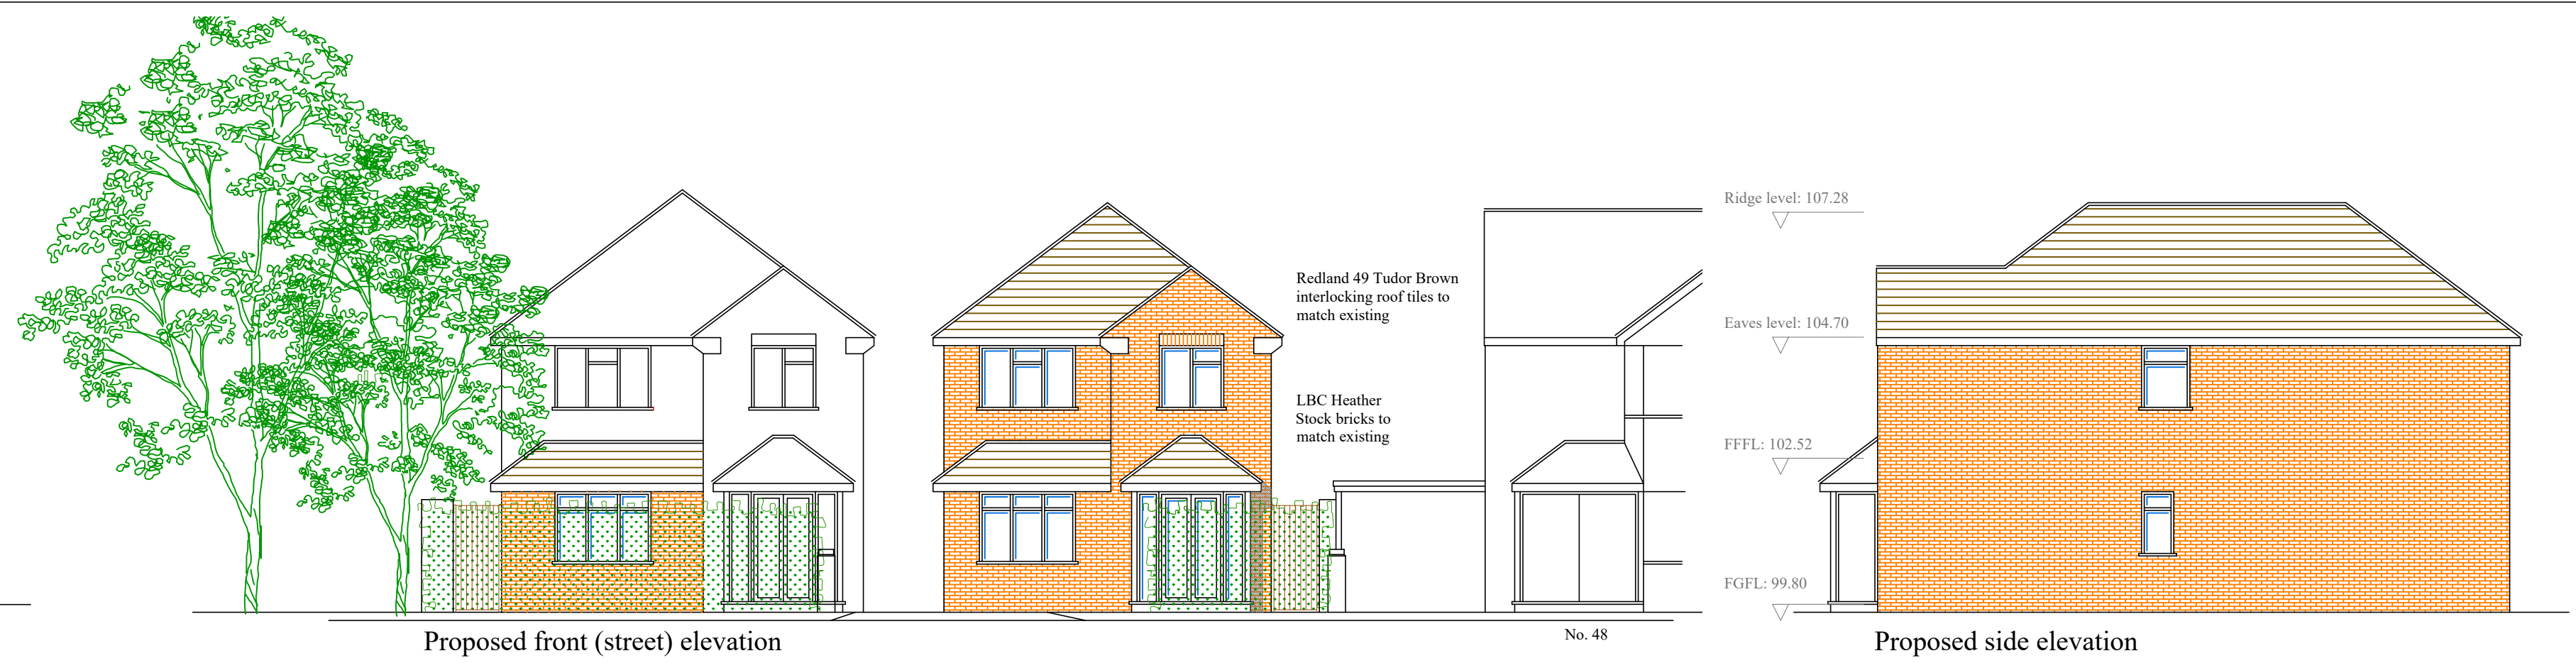 Redland 49 Tudor Brown
interlocking roof tiles to
match existing
LBC Heather
Stock bricks to
match existing
No. 48
Proposed front (street) elevation
Ridge level: 107.28
Eaves level: 104.70
FFFL: 102.52
FGFL: 99.80
Proposed side elevation